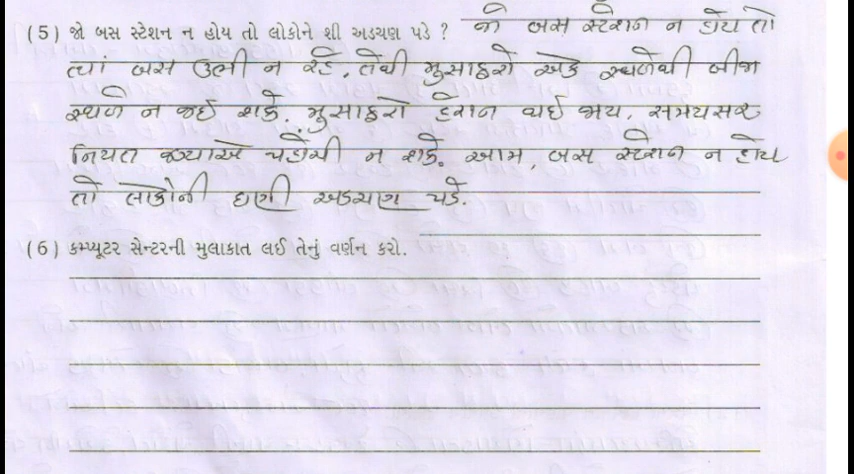 (5) જો બસ સ્ટેશન ન હોય તો લોકોને શી અડચણ પડે ? જો બસ સ્ટેશન ન હોય તો
ત્યાં બસ ઉભી ન રહે. તેથી મુસાફરો એક સ્થળેથી બીજા
સ્થળે ન જઈ શકે. મુસાફરો હેરાન થઈ જાય. સમયસર
નિયત જગ્યાએ પહોંચી ન શકે. આમ, બસ સ્ટેશન ન હોય
તો લોકોની ઘણી અડચણ પડે.
(6) કમ્પ્યૂટર સેન્ટરની મુલાકાત લઈ તેનું વર્ણન કરો.